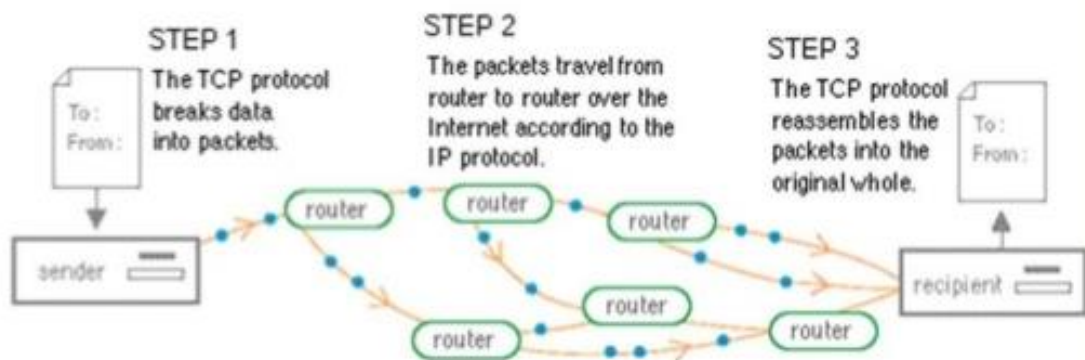 STEP 1
The TCP protocol
breaks data
into packets.
STEP 2
The packets travel from
router to router over the
Internet according to the
IP protocol.
STEP 3
The TCP protocol
reassembles the
packets into the
original whole.
To:
From:
To:
From:
router
router
router
sender
recipient
router
router
router